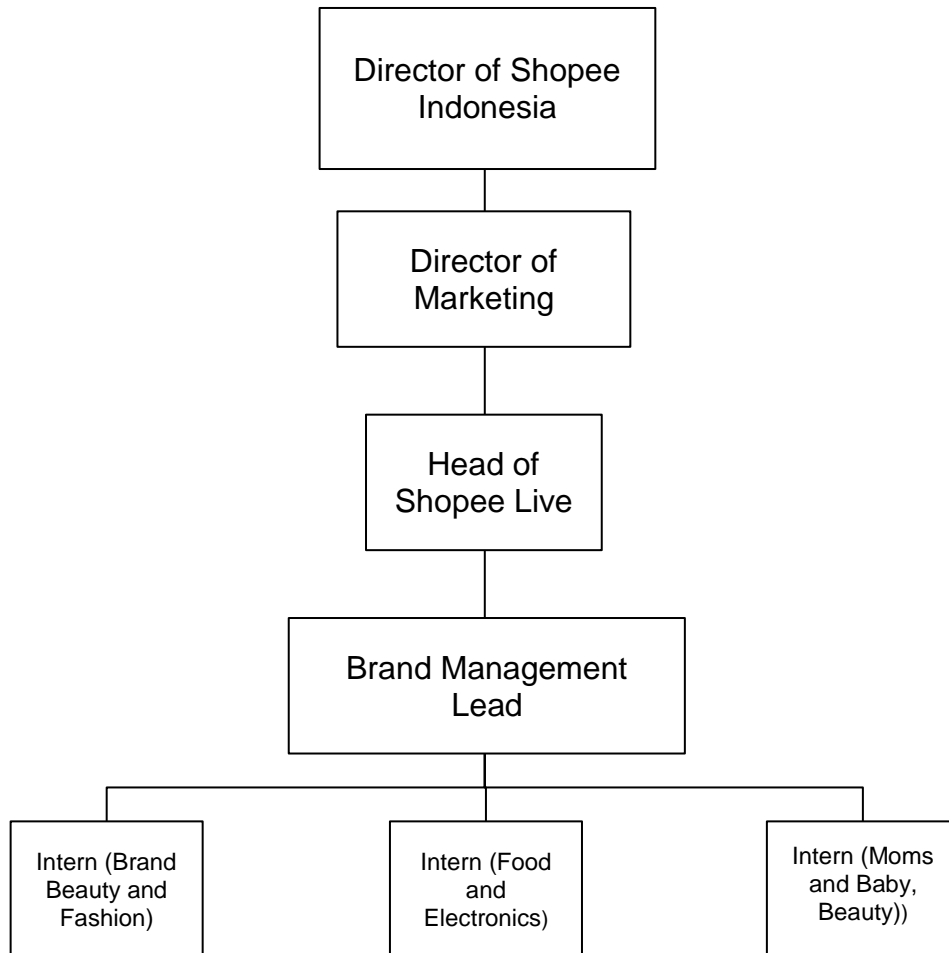 Director of Shopee
Indonesia
Director of
Marketing
Head of
Shopee Live
Brand Management
Lead
Intern (Brand
Beauty and
Fashion)
Intern (Food
and
Electronics)
Intern (Moms
and Baby,
Beauty))